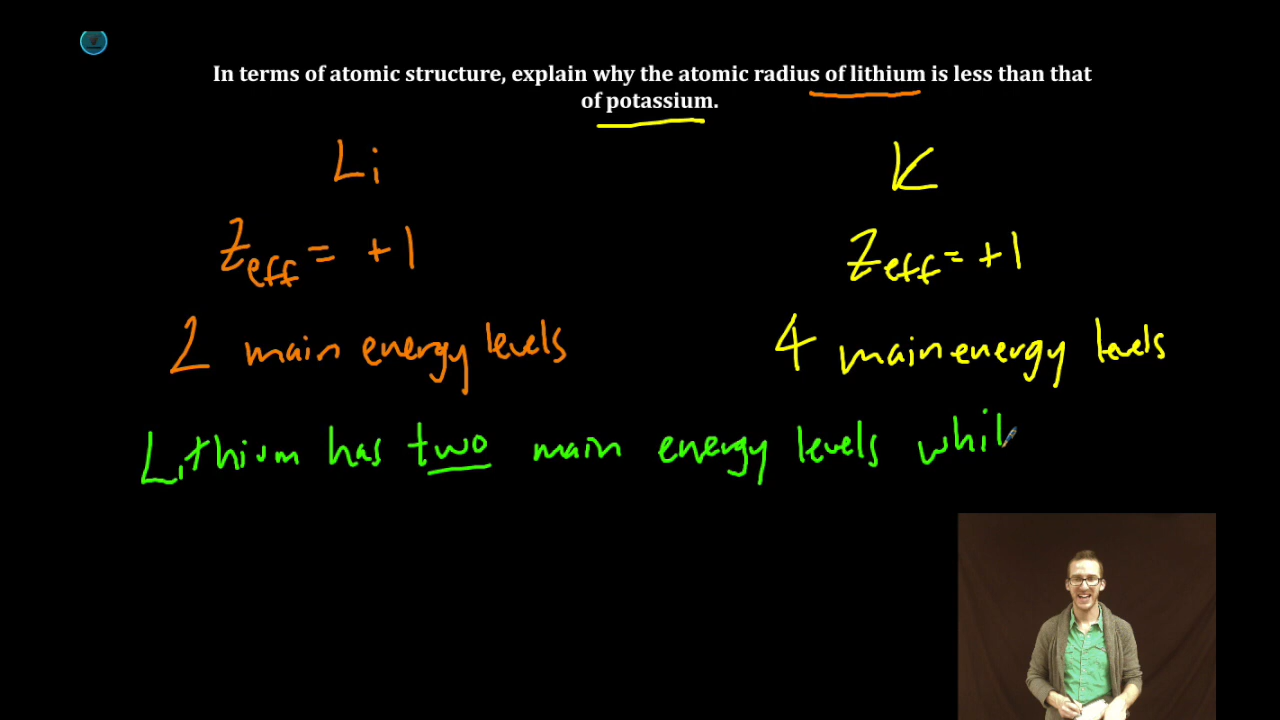 In terms of atomic structure, explain why the atomic radius of lithium is less than that
of potassium.
Li
K
Zeff = +1
Zeff = +1
2 main energy levels
4 main energy levels
Lithium has two main energy levels whil